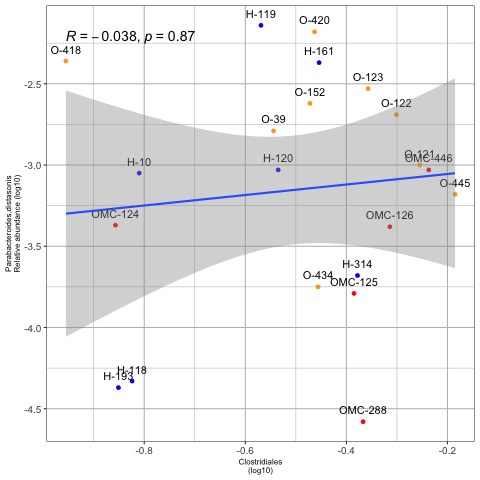 H-119
O-420
R = – 0.038, p = 0.87
O-418
H-161
-2.5
O-123
O-152
O-122
O-39
-3.0
H-10
H-120
O-121
OMC-446
O-445
OMC-124
OMC-126
-3.5
H-314
O-434
OMC-125
-4.0
H-118
H-193
-4.5
OMC-288
-0.8
-0.6
-0.4
-0.2
Parabacteroides.distasonis
Relative abundance (log10)
Clostridiales
(log10)